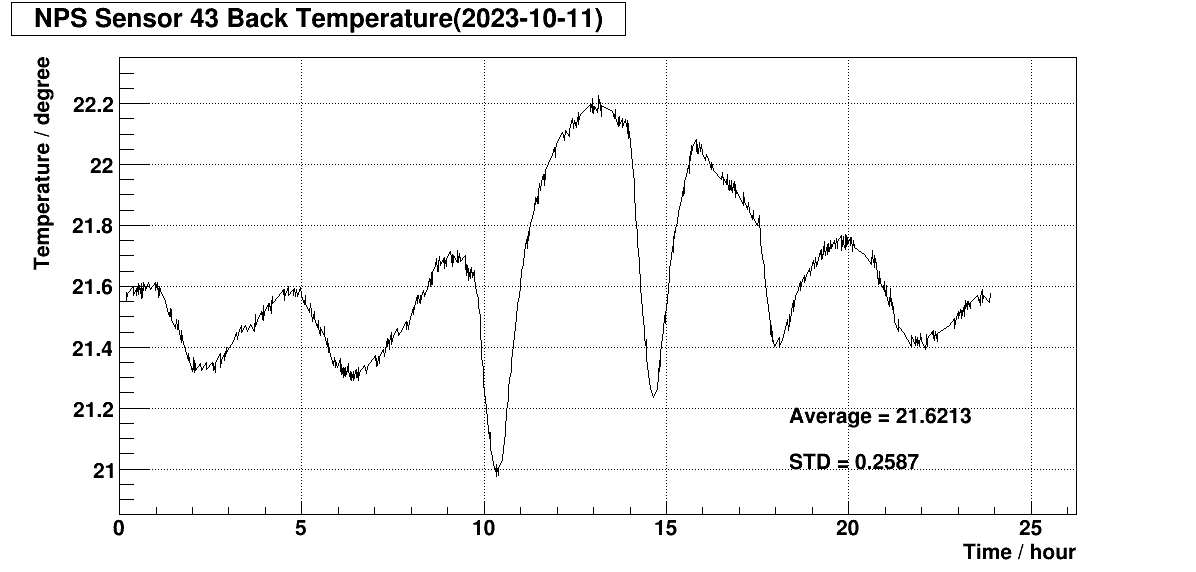 NPS Sensor 43 Back Temperature(2023-10-11)
Temperature / degree
22.2
22
21.8
21.6
21.4
21.2
21
Average = 21.6213
STD = 0.2587
0 5 10 15 20 25
Time / hour